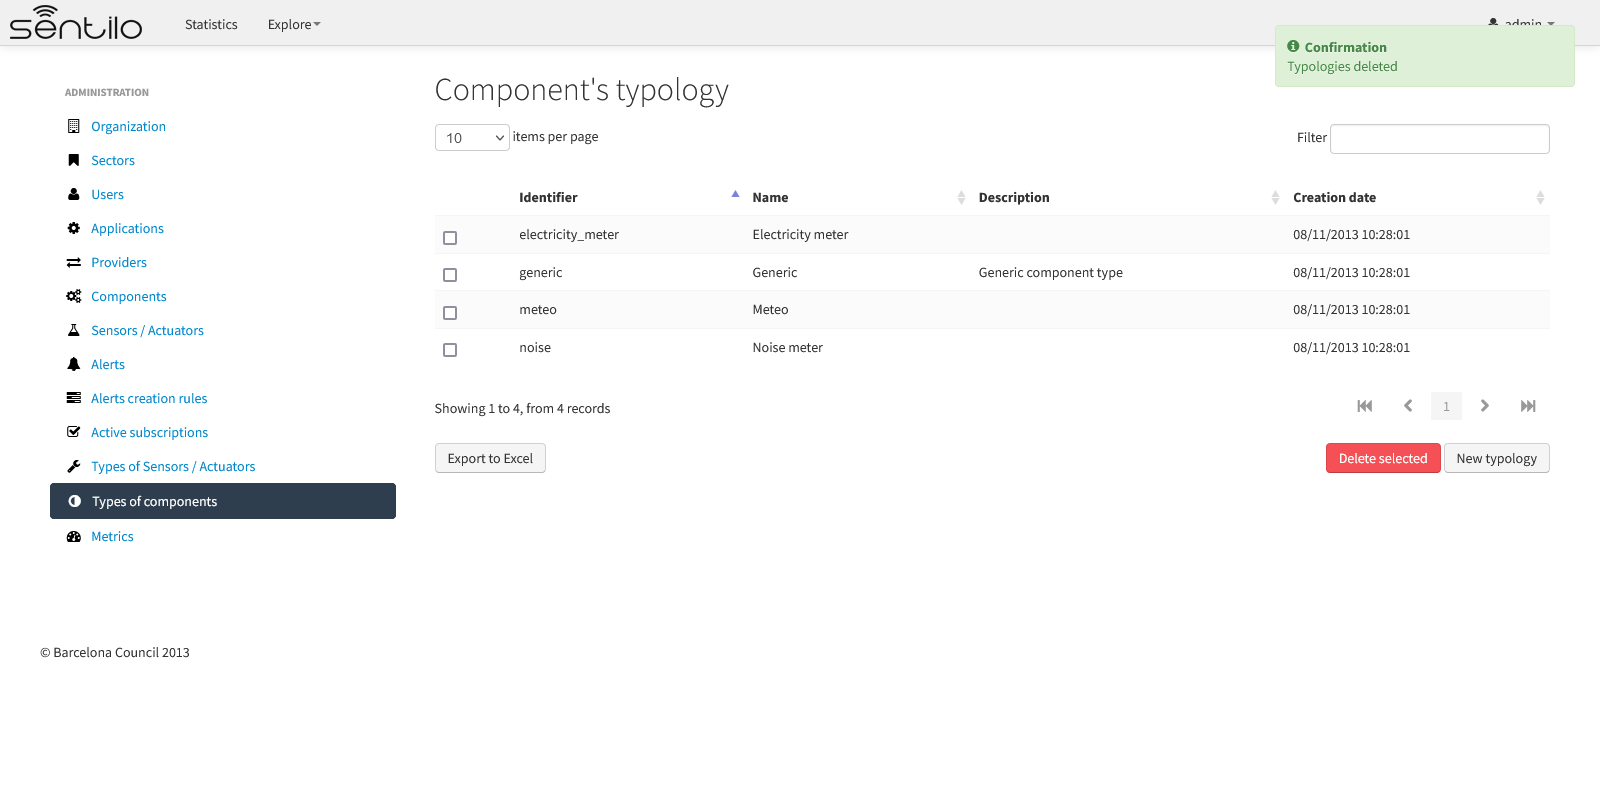 sentilo
Statistics
Explore
admin
Confirmation
Typologies deleted
ADMINISTRATION
Organization
Sectors
Users
Applications
Providers
Components
Sensors / Actuators
Alerts
Alerts creation rules
Active subscriptions
Types of Sensors / Actuators
Types of components
Metrics
Component's typology
10 items per page
Filter
Identifier Name Description Creation date
electricity_meter Electricity meter 08/11/2013 10:28:01
generic Generic Generic component type 08/11/2013 10:28:01
meteo Meteo 08/11/2013 10:28:01
noise Noise meter 08/11/2013 10:28:01
Showing 1 to 4, from 4 records
1
Export to Excel
Delete selected
New typology
© Barcelona Council 2013